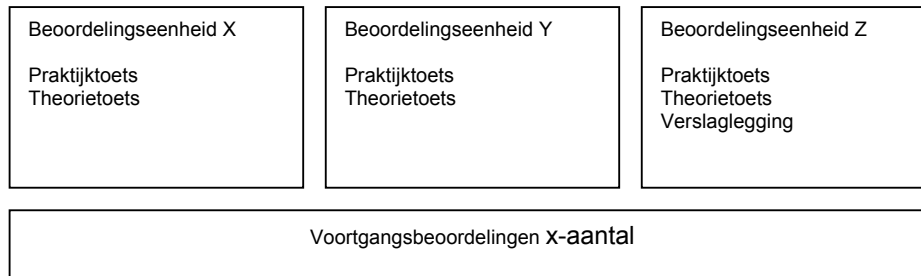 Beoordelingseenheid X
Praktijktoets
Theorietoets
Beoordelingseenheid Y
Praktijktoets
Theorietoets
Beoordelingseenheid Z
Praktijktoets
Theorietoets
Verslaglegging
Voortgangsbeoordelingen x-aantal